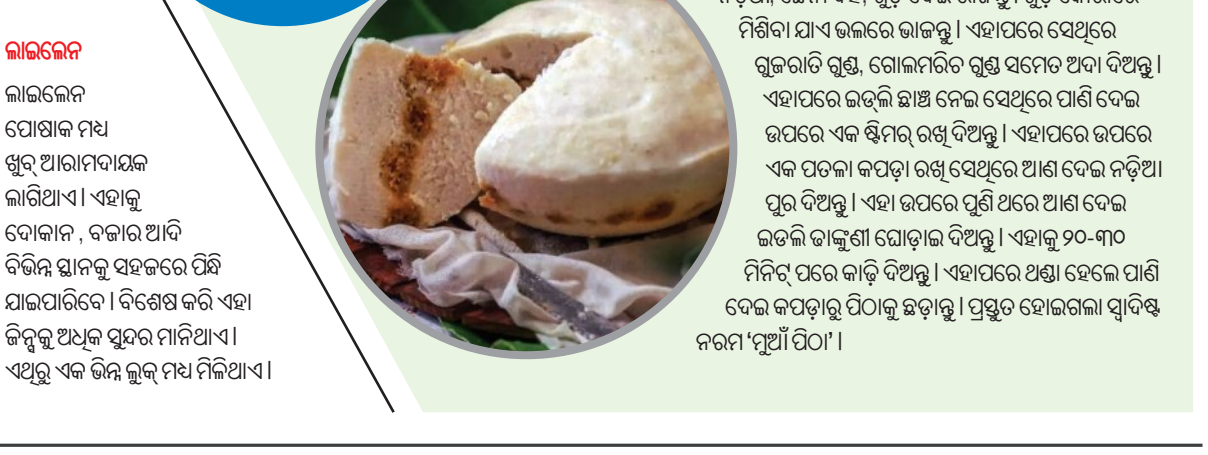 ଲାଇଲେନ
ଲାଇଲେନ
ପୋଷାକ ମଧ୍ୟ
ଖୁବ୍ ଆରାମଦାୟକ
ଲାଗିଥାଏ । ଏହାକୁ
ଦୋକାନ , ବଜାର ଆଦି
ବିଭିନ୍ନ ସ୍ଥାନକୁ ସହଜରେ ପିନ୍ଧି
ଯାଇପାରିବେ । ବିଶେଷ କରି ଏହା
ଜିନ୍ସକୁ ଅଧିକ ସୁନ୍ଦର ମାନିଥାଏ ।
ଏଥିରୁ ଏକ ଭିନ୍ନ ଲୁକ୍ ମଧ୍ୟ ମିଳିଥାଏ ।
ମିଶିବା ଯାଏ ଭଲରେ ଭାଜନ୍ତୁ । ଏହାପରେ ସେଥିରେ
ଗୁଜରାତି ଗୁଣ୍ଡ, ଗୋଲମରିଚ ଗୁଣ୍ଡ ସମେତ ଅଦା ଦିଅନ୍ତୁ ।
ଏହାପରେ ଇଡ୍‌ଲି ଛାଞ୍ଚ ନେଇ ସେଥିରେ ପାଣି ଦେଇ
ଉପରେ ଏକ ଷ୍ଟିମର୍ ରଖି ଦିଅନ୍ତୁ । ଏହାପରେ ଉପରେ
ଏକ ପତଳା କପଡ଼ା ରଖି ସେଥିରେ ଆଣ ଦେଇ ନଡ଼ିଆ
ପୁର ଦିଅନ୍ତୁ । ଏହା ଉପରେ ପୁଣି ଥରେ ଆଣ ଦେଇ
ଇଡଲି ଢାଙ୍କୁଣୀ ଘୋଡ଼ାଇ ଦିଅନ୍ତୁ । ଏହାକୁ ୨୦-୩୦
ମିନିଟ୍ ପରେ କାଢ଼ି ଦିଅନ୍ତୁ । ଏହାପରେ ଥଣ୍ଡା ହେଲେ ପାଣି
ଦେଇ କପଡ଼ାରୁ ପିଠାକୁ ଛଡ଼ାନ୍ତୁ । ପ୍ରସ୍ତୁତ ହୋଇଗଲା ସ୍ବାଦିଷ୍ଟ
ନରମ ‘ମୁଆଁ ପିଠା’ ।